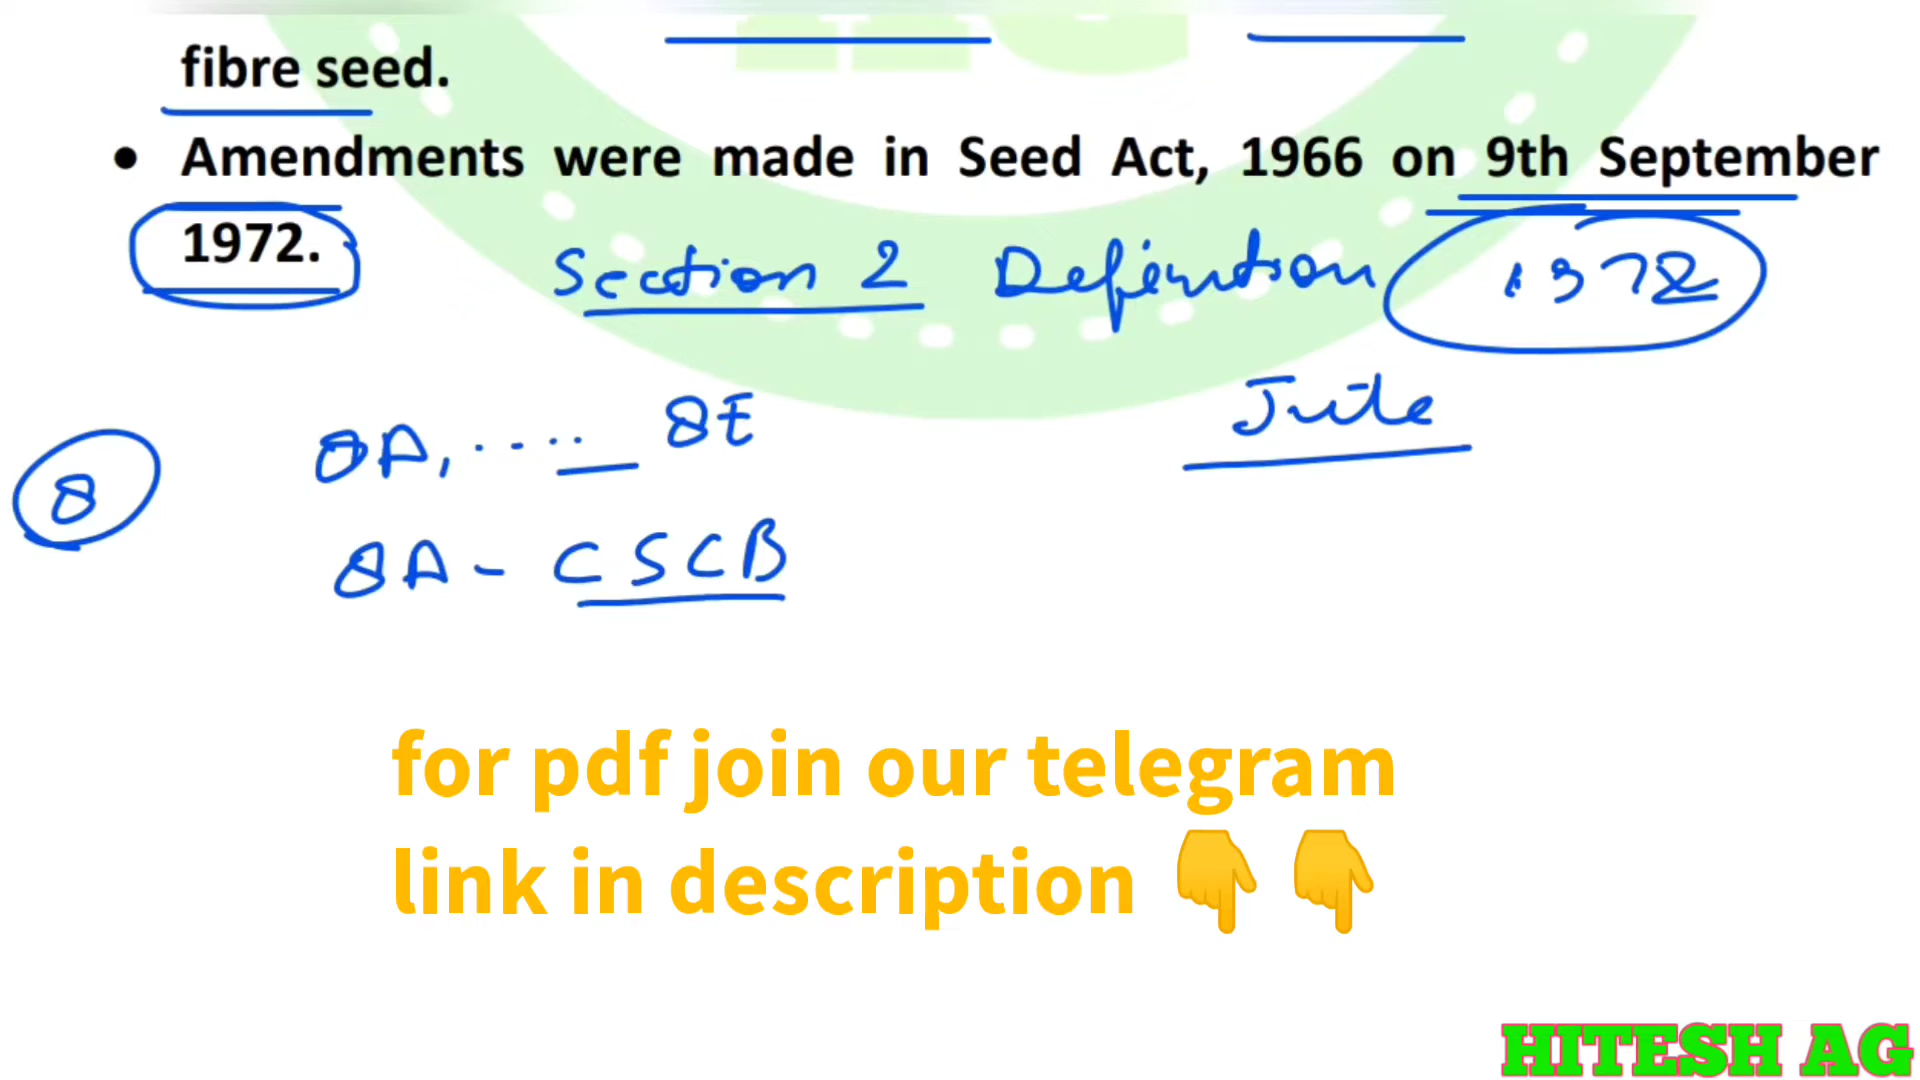 fibre seed.
• Amendments were made in Seed Act, 1966 on 9th September
1972.
Section 2 Definition 1972
8A, ..... 8E Jute
8
8A - CSCB
for pdf join our telegram
link in description 👇👇
HITESH AG